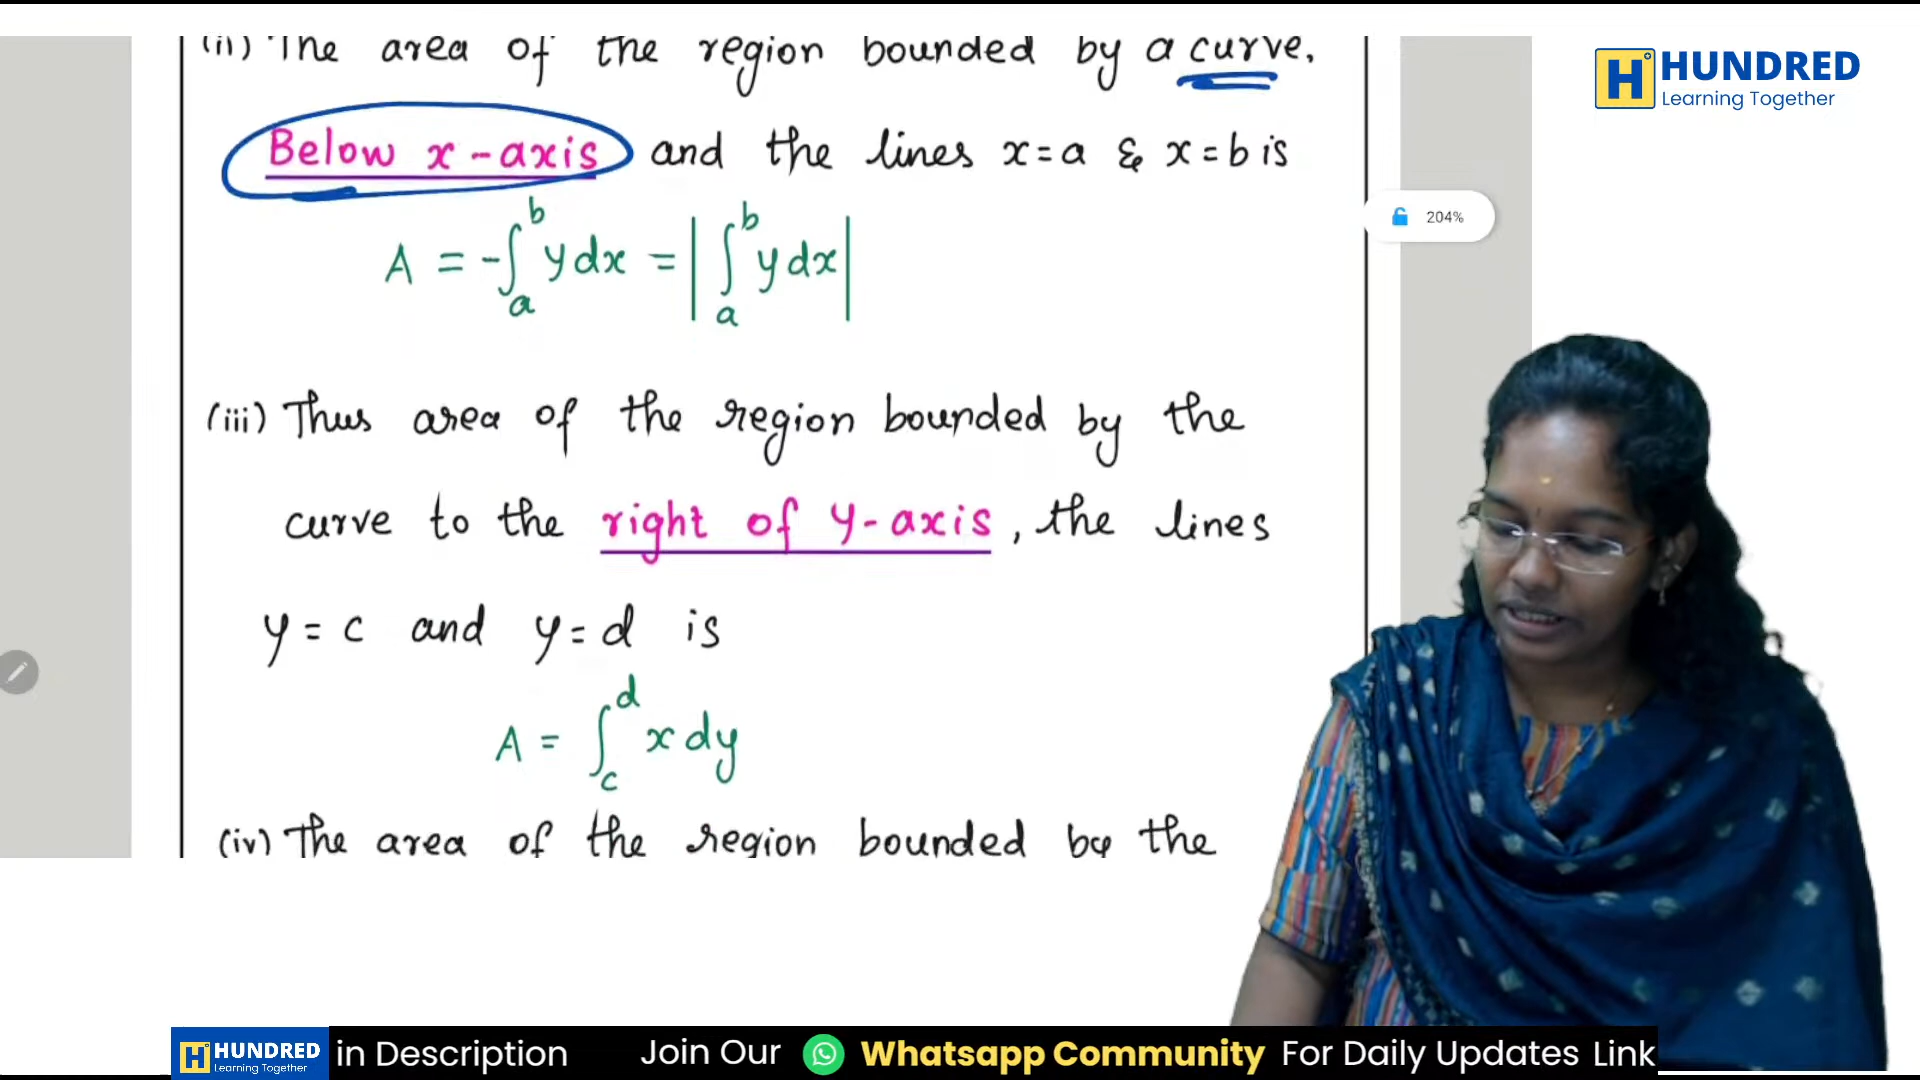 (ii) The area of the region bounded by a curve,
Below x-axis and the lines x=a & x=b is
A = -∫_a^b y dx = |∫_a^b y dx|
(iii) Thus area of the region bounded by the
curve to the right of y-axis, the lines
y = c and y = d is
A = ∫_c^d x dy
(iv) The area of the region bounded by the
H HUNDRED
Learning Together
204%
H HUNDRED
Learning Together
in Description Join Our Whatsapp Community For Daily Updates Link